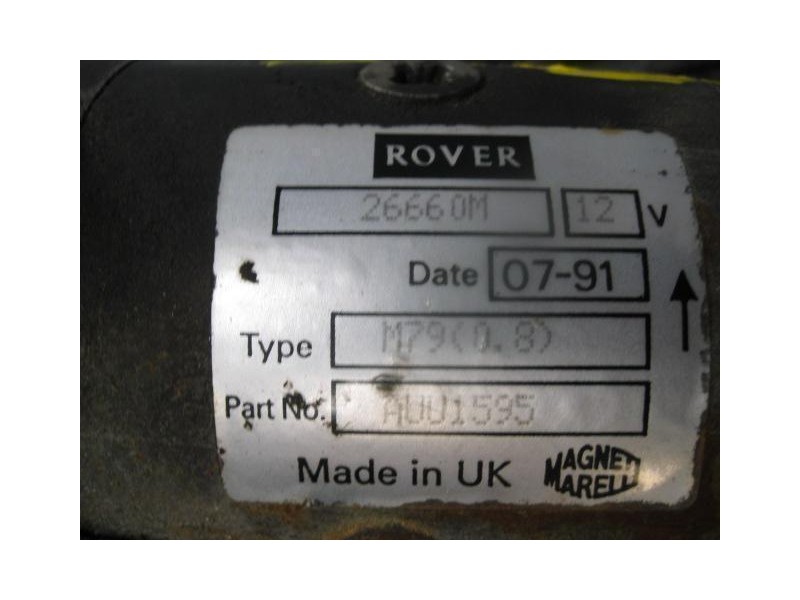 ROVER
26660M 12 V
Date 07-91
Type M79(0.8)
Part No. AUU1595
Made in UK MAGNETI
MARELLI